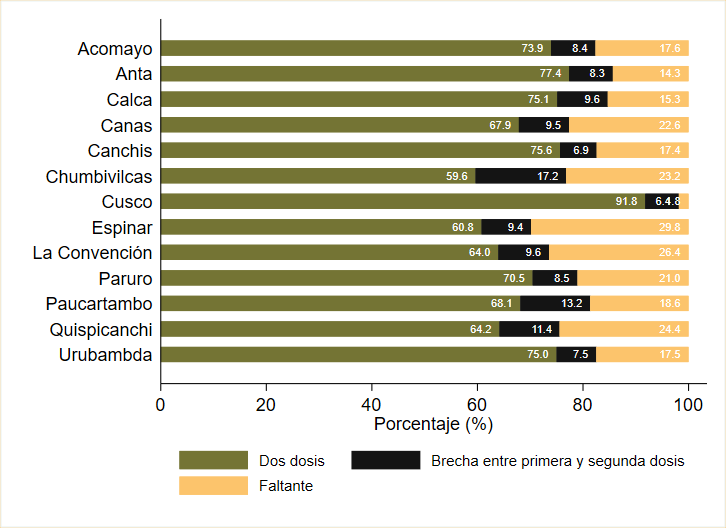 Acomayo 73.9 8.4 17.6
Anta 77.4 8.3 14.3
Calca 75.1 9.6 15.3
Canas 67.9 9.5 22.6
Canchis 75.6 6.9 17.4
Chumbivilcas 59.6 17.2 23.2
Cusco 91.8 6.4
Espinar 60.8 9.4 29.8
La Convención 64.0 9.6 26.4
Paruro 70.5 8.5 21.0
Paucartambo 68.1 13.2 18.6
Quispicanchi 64.2 11.4 24.4
Urubambda 75.0 7.5 17.5
0 20 40 60 80 100
Porcentaje (%)
Dos dosis Brecha entre primera y segunda dosis
Faltante